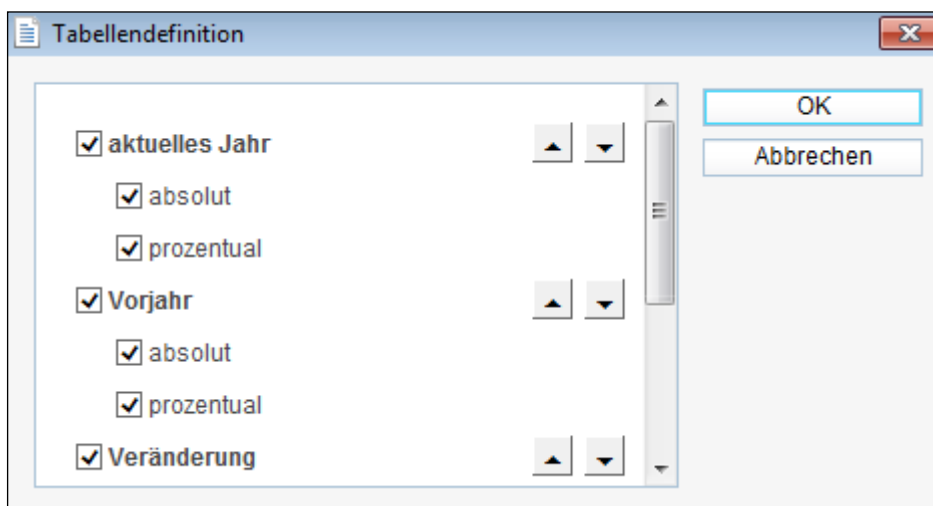 Tabellendefinition
aktuelles Jahr
absolut
prozentual
Vorjahr
absolut
prozentual
Veränderung
OK
Abbrechen